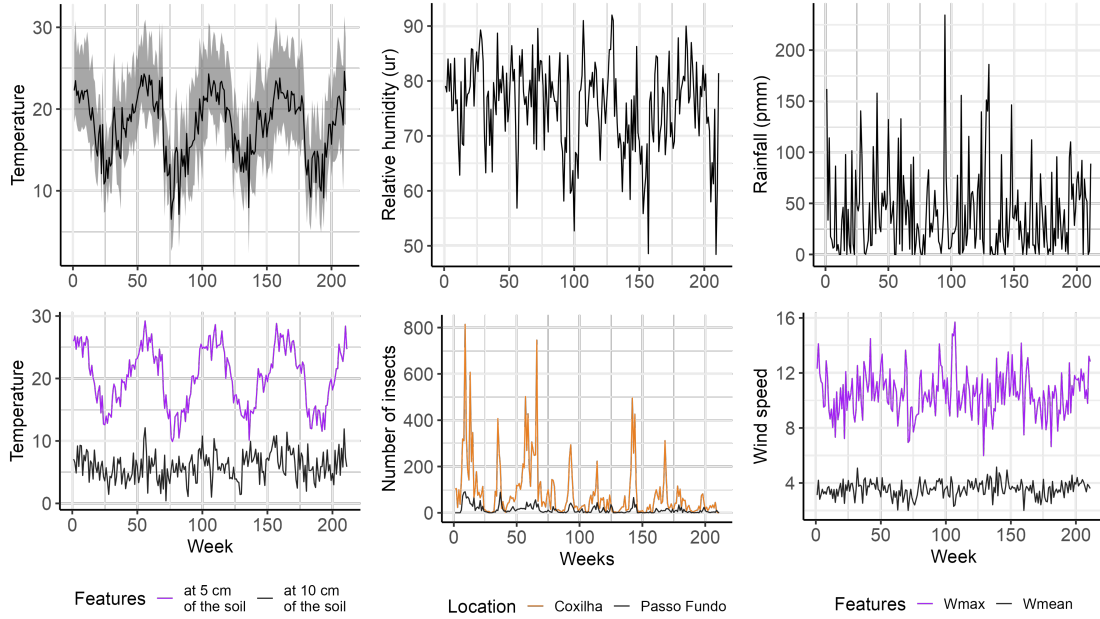 Temperature
30
20
10
0 50 100 150 200
Relative humidity (ur)
90
80
70
60
50
0 50 100 150 200
Rainfall (pmm)
200
150
100
50
0
0 50 100 150 200
Temperature
30
20
10
0
0 50 100 150 200
Week
Features
at 5 cm
of the soil
at 10 cm
of the soil
Number of insects
800
600
400
200
0
0 50 100 150 200
Weeks
Location Coxilha Passo Fundo
Wind speed
16
12
8
4
0 50 100 150 200
Week
Features Wmax Wmean